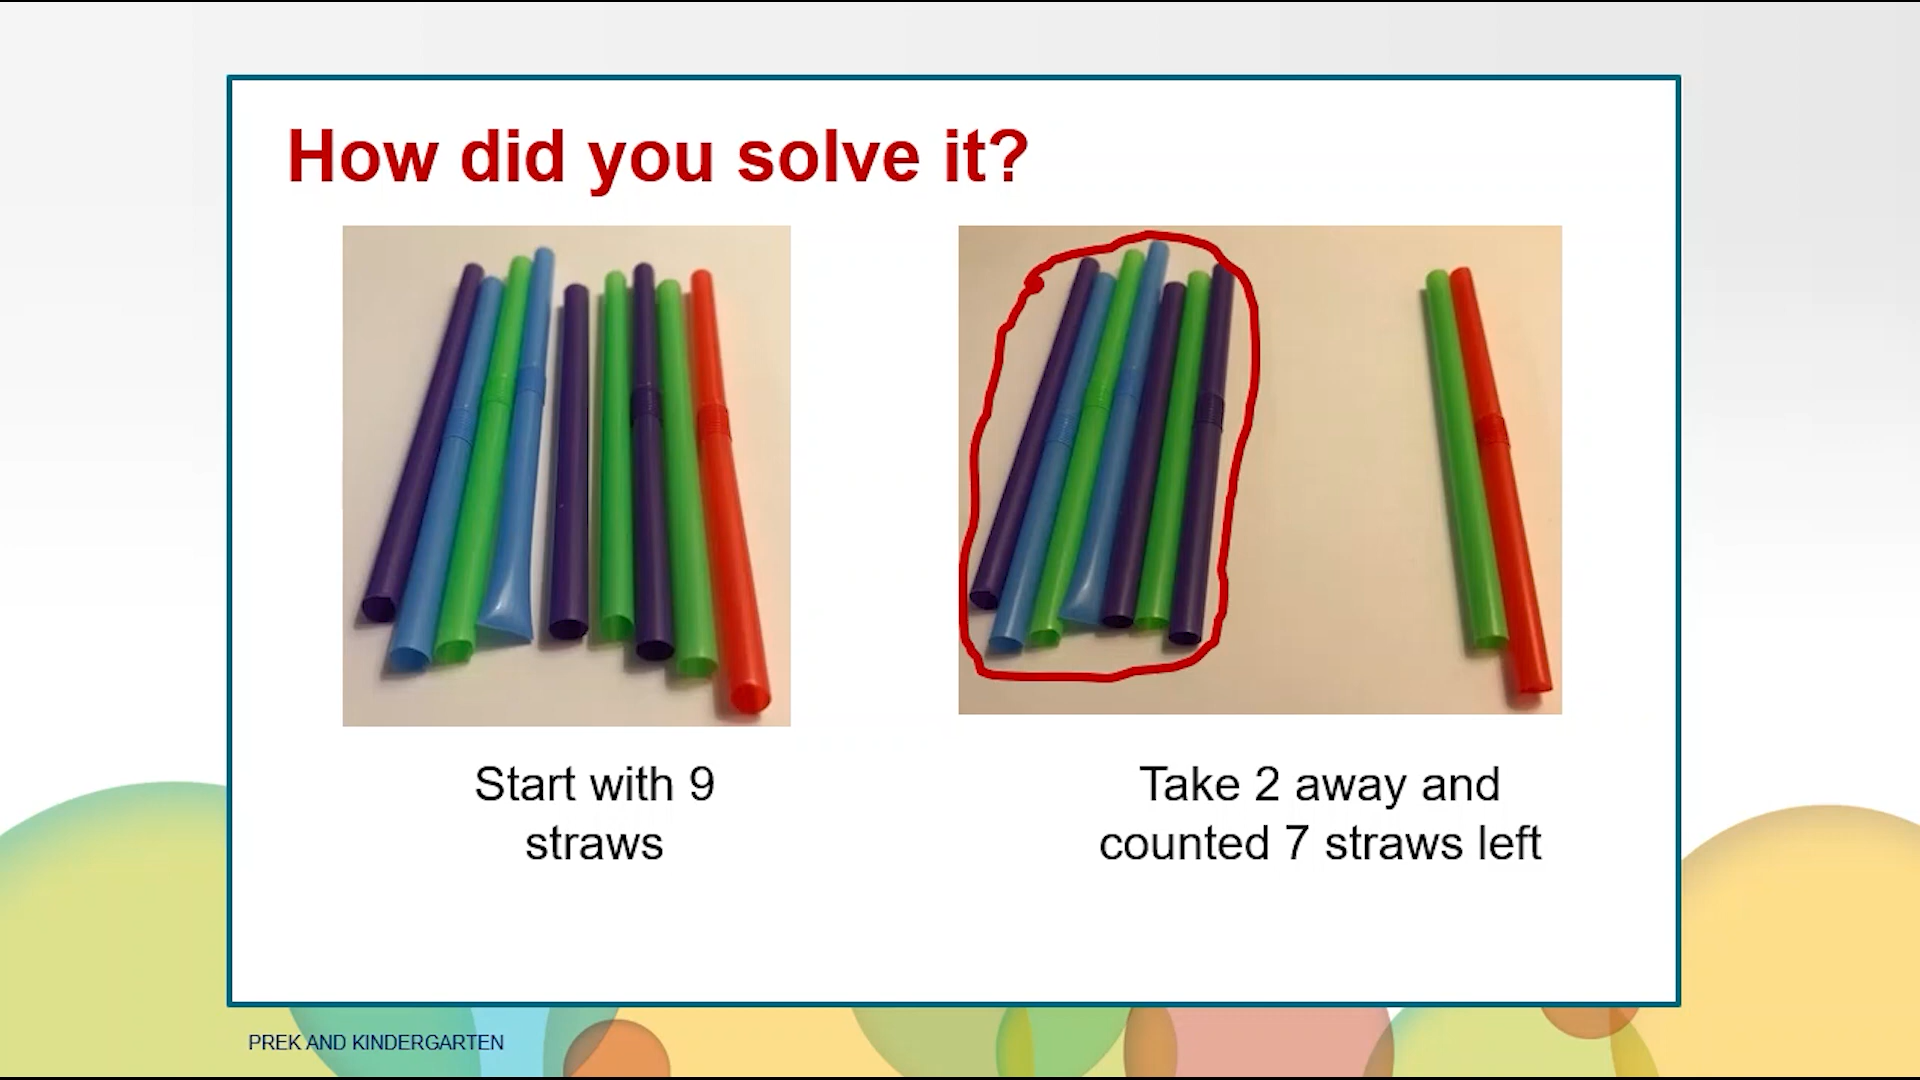 How did you solve it?
Start with 9
straws
Take 2 away and
counted 7 straws left
PREK AND KINDERGARTEN